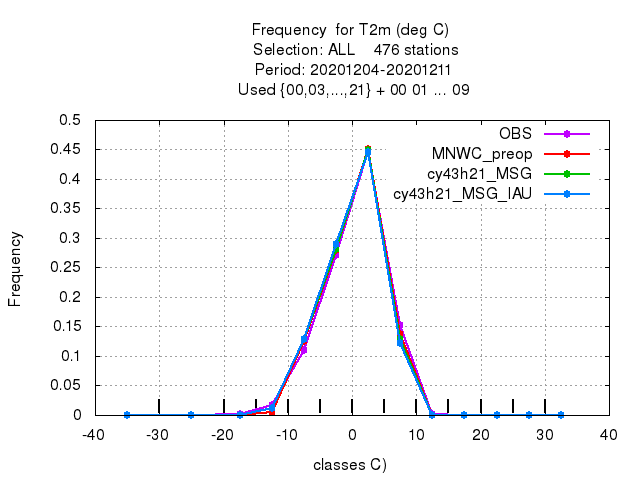 Frequency  for T2m (deg C)
Selection: ALL    476 stations
Period: 20201204-20201211
Used {00,03,...,21} + 00 01 ... 09
OBS
MNWC_preop
cy43h21_MSG
cy43h21_MSG_IAU
0.5
0.45
0.4
0.35
0.3
0.25
0.2
0.15
0.1
0.05
0
Frequency
-40 -30 -20 -10 0 10 20 30 40
classes C)